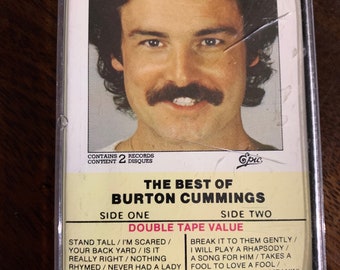 CONTAINS 2 RECORDS
CONTIENT 2 DISQUES
Epic
THE BEST OF
BURTON CUMMINGS
SIDE ONE SIDE TWO
DOUBLE TAPE VALUE
STAND TALL / I'M SCARED /
YOUR BACK YARD / IS IT
REALLY RIGHT / NOTHING
RHYMED / NEVER HAD A LADY
BREAK IT TO THEM GENTLY /
I WILL PLAY A RHAPSODY /
A SONG FOR HIM / TAKES A
FOOL TO LOVE A FOOL /